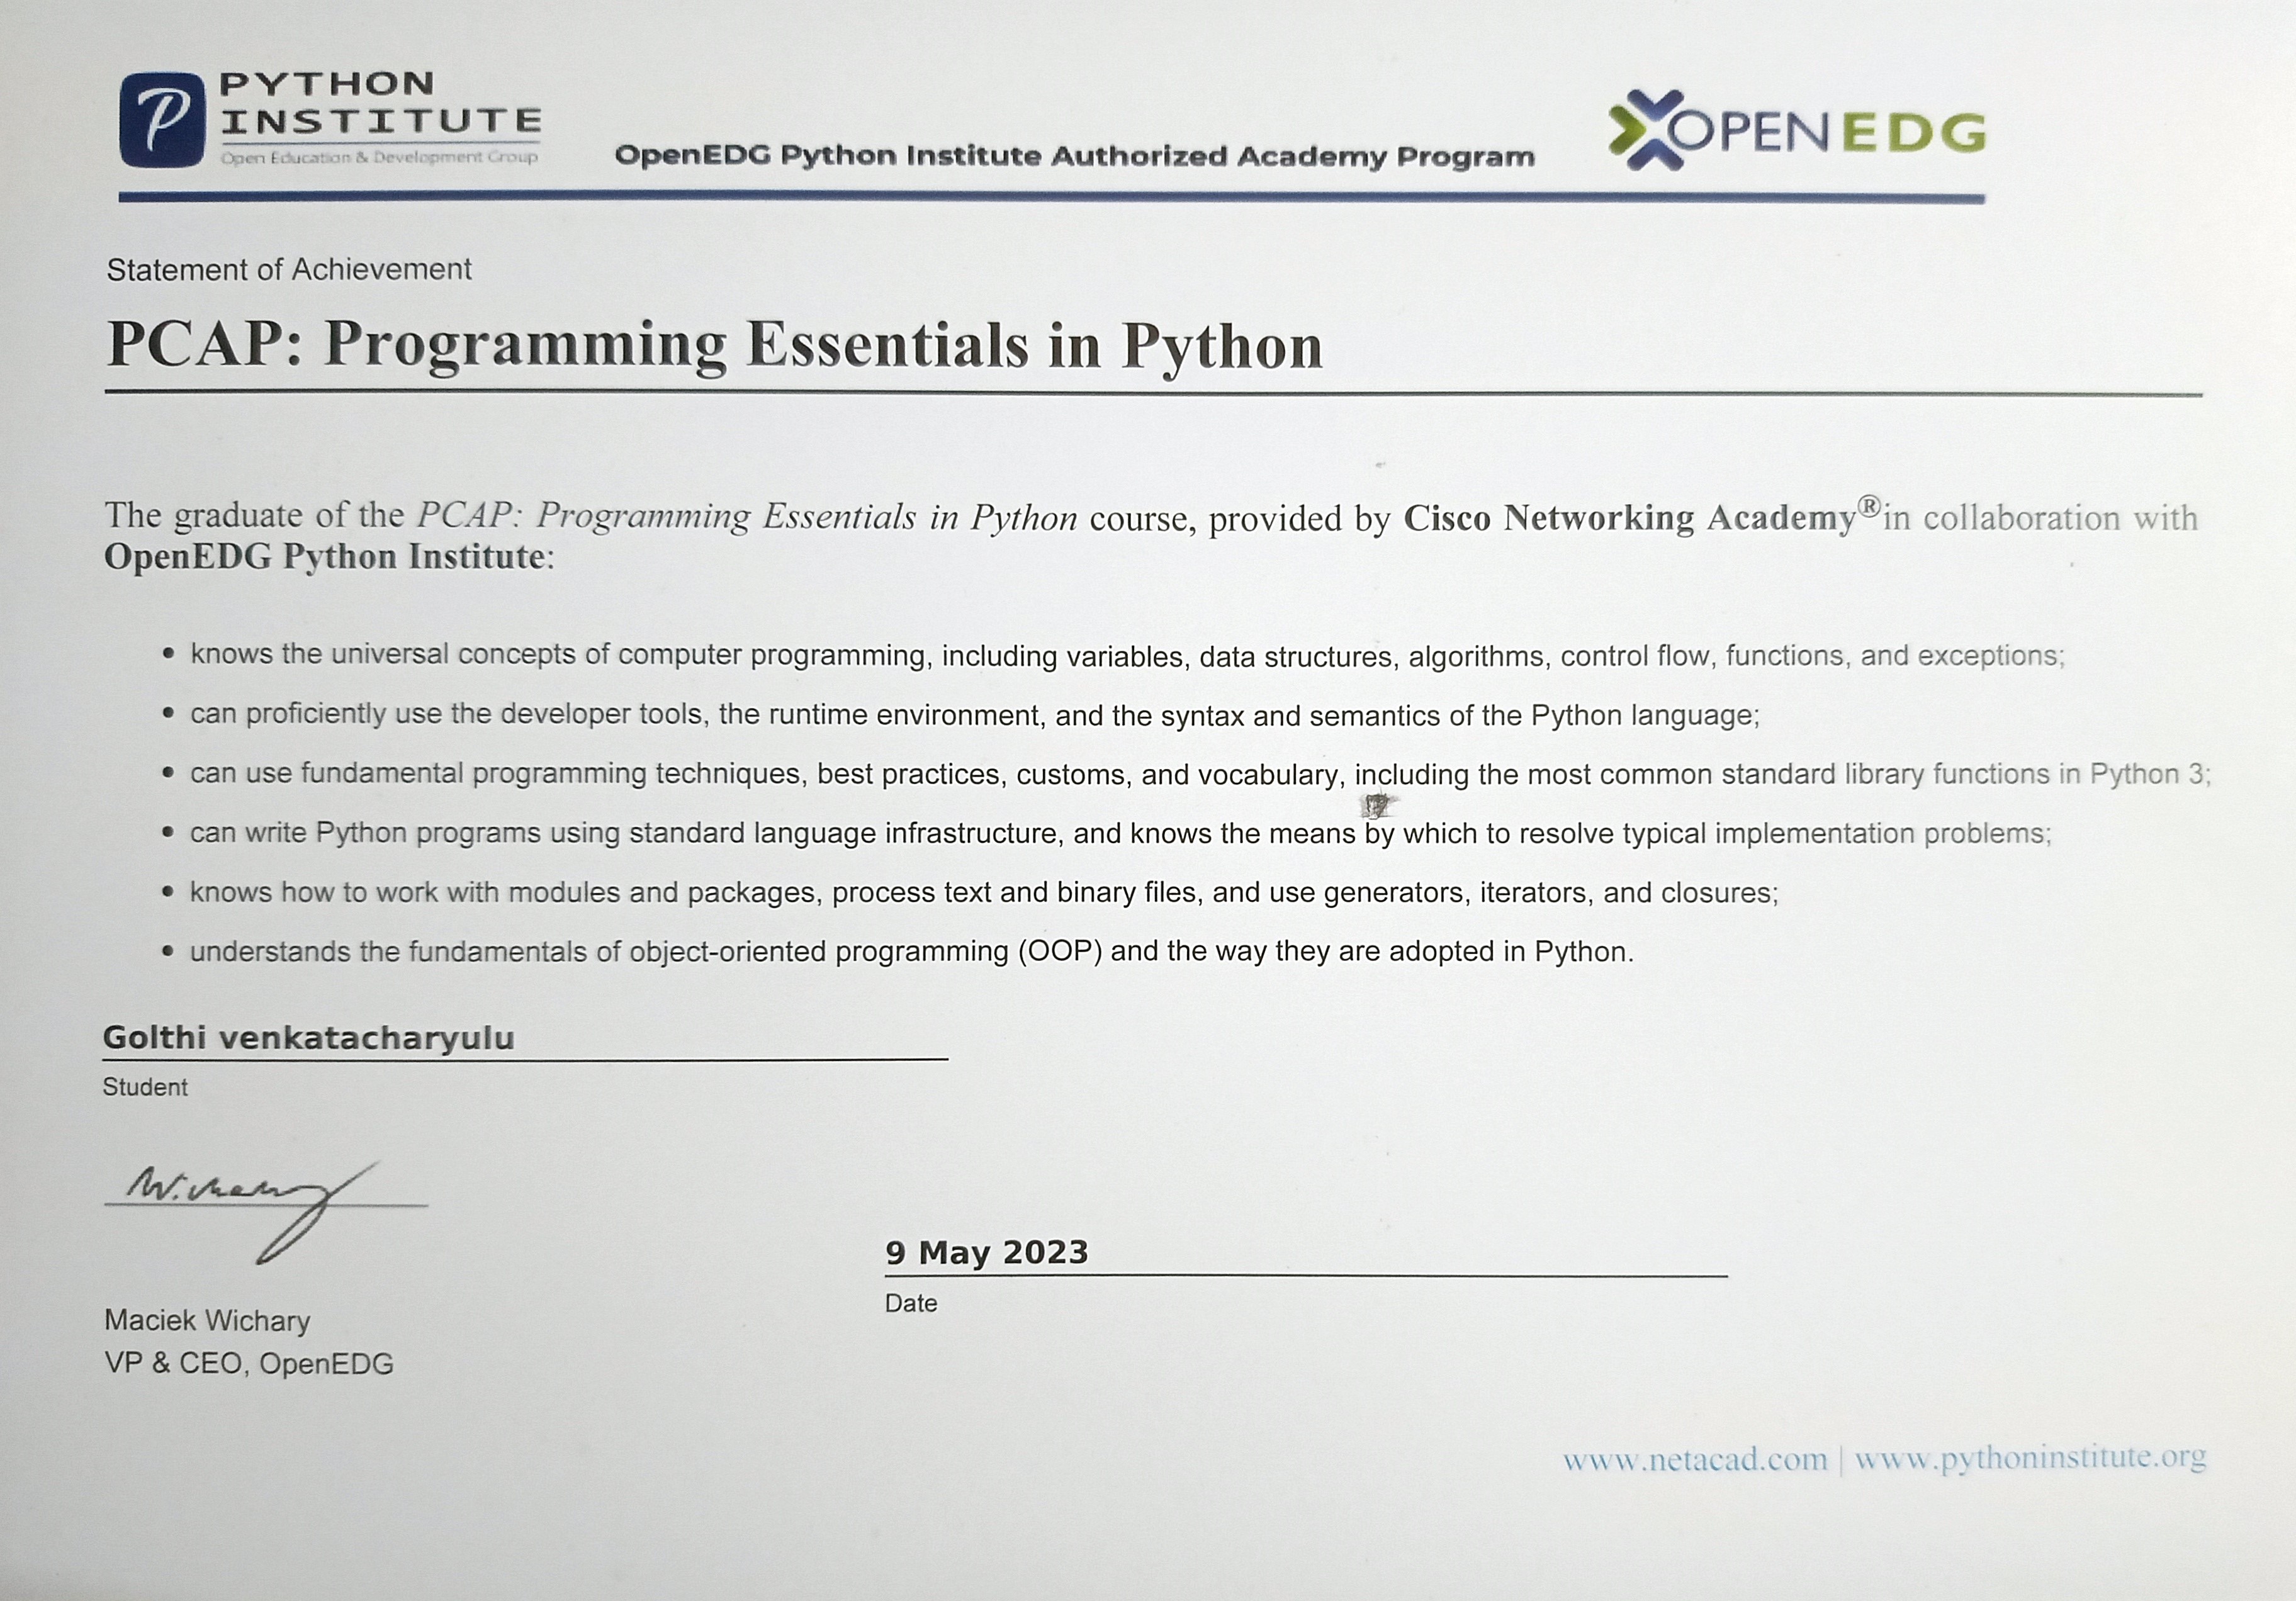 PYTHON
INSTITUTE
Open Education & Development Group
OpenEDG Python Institute Authorized Academy Program
OPENEDG
Statement of Achievement
PCAP: Programming Essentials in Python
The graduate of the PCAP: Programming Essentials in Python course, provided by Cisco Networking Academy® in collaboration with
OpenEDG Python Institute:
• knows the universal concepts of computer programming, including variables, data structures, algorithms, control flow, functions, and exceptions;
• can proficiently use the developer tools, the runtime environment, and the syntax and semantics of the Python language;
• can use fundamental programming techniques, best practices, customs, and vocabulary, including the most common standard library functions in Python 3;
• can write Python programs using standard language infrastructure, and knows the means by which to resolve typical implementation problems;
• knows how to work with modules and packages, process text and binary files, and use generators, iterators, and closures;
• understands the fundamentals of object-oriented programming (OOP) and the way they are adopted in Python.
Golthi venkatacharyulu
Student
9 May 2023
Date
Maciek Wichary
VP & CEO, OpenEDG
www.netacad.com | www.pythoninstitute.org